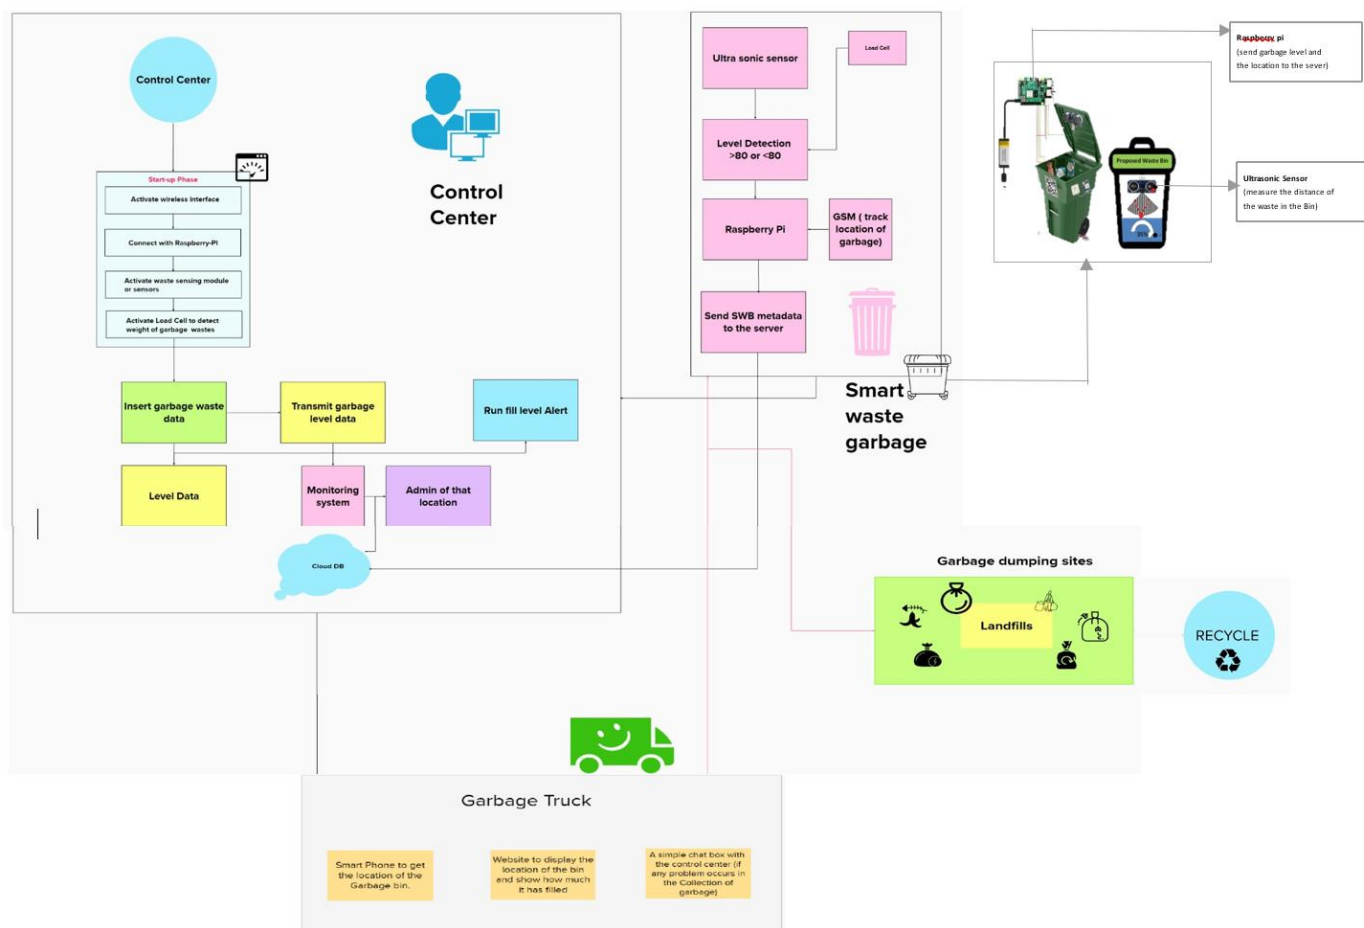 Control Center
Start-up Phase
Activate wireless interface
Connect with Raspberry-PI
Activate waste sensing module
or sensors
Activate Load Cell to detect
weight of garbage wastes
Control
Center
Insert garbage waste
data
Transmit garbage
level data
Run fill level Alert
Level Data
Monitoring
system
Admin of that
location
Cloud DB
Ultra sonic sensor
Load Cell
Level Detection
>80 or <80
Raspberry Pi
GSM ( track
location of
garbage)
Send SWB metadata
to the server
Smart
waste
garbage
Proposed Waste Bin
Raspberry pi
(send garbage level and
the location to the sever)
Ultrasonic Sensor
(measure the distance of
the waste in the Bin)
Garbage dumping sites
Landfills
RECYCLE
Garbage Truck
Smart Phone to get
the location of the
Garbage bin.
Website to display the
location of the bin
and show how much
it has filled
A simple chat box with
the control center (if
any problem occurs in
the Collection of
garbage)